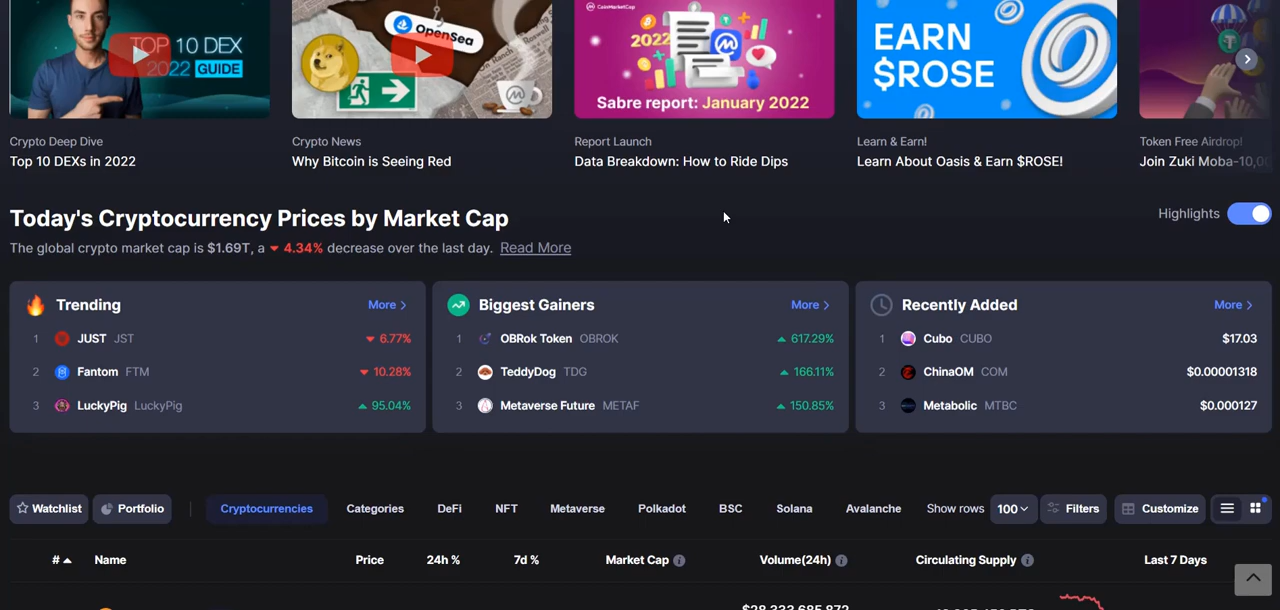 TOP 10 DEX
2022 GUIDE
OpenSea
CoinMarketCap
2022
Sabre report: January 2022
EARN
$ROSE
Crypto Deep Dive
Top 10 DEXs in 2022
Crypto News
Why Bitcoin is Seeing Red
Report Launch
Data Breakdown: How to Ride Dips
Learn & Earn!
Learn About Oasis & Earn $ROSE!
Token Free Airdrop!
Join Zuki Moba-10,00
Today's Cryptocurrency Prices by Market Cap
Highlights
The global crypto market cap is $1.69T, a 4.34% decrease over the last day. Read More
Trending More
1 JUST JST 6.77%
2 Fantom FTM 10.28%
3 LuckyPig LuckyPig 95.04%
Biggest Gainers More
1 OBRok Token OBROK 617.29%
2 TeddyDog TDG 166.11%
3 Metaverse Future METAF 150.85%
Recently Added More
1 Cubo CUBO $17.03
2 ChinaOM COM $0.00001318
3 Metabolic MTBC $0.000127
Watchlist Portfolio Cryptocurrencies Categories DeFi NFT Metaverse Polkadot BSC Solana Avalanche Show rows 100 Filters Customize
# Name Price 24h % 7d % Market Cap Volume(24h) Circulating Supply Last 7 Days